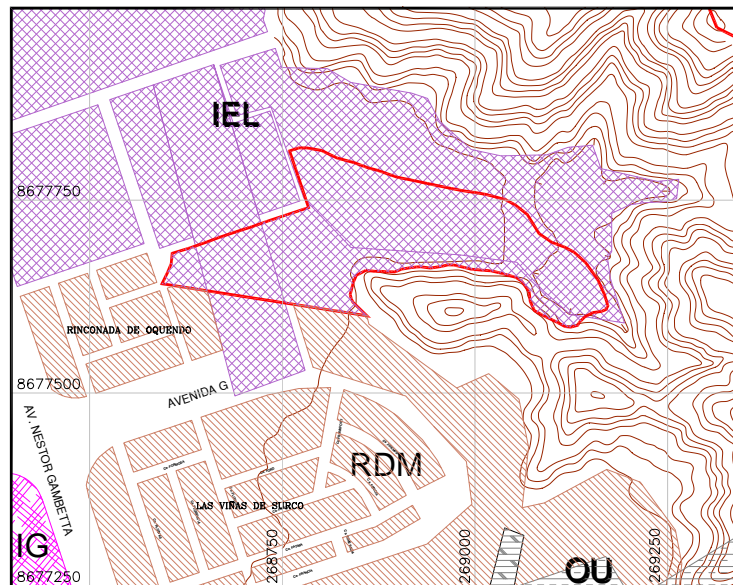 IEL
8677750
RINCONADA DE OQUENDO
8677500
AVENIDA G
AV. NESTOR GAMBETTA
RDM
LAS VIÑAS DE SURCO
IG
268750
269000
269250
OU
8677250